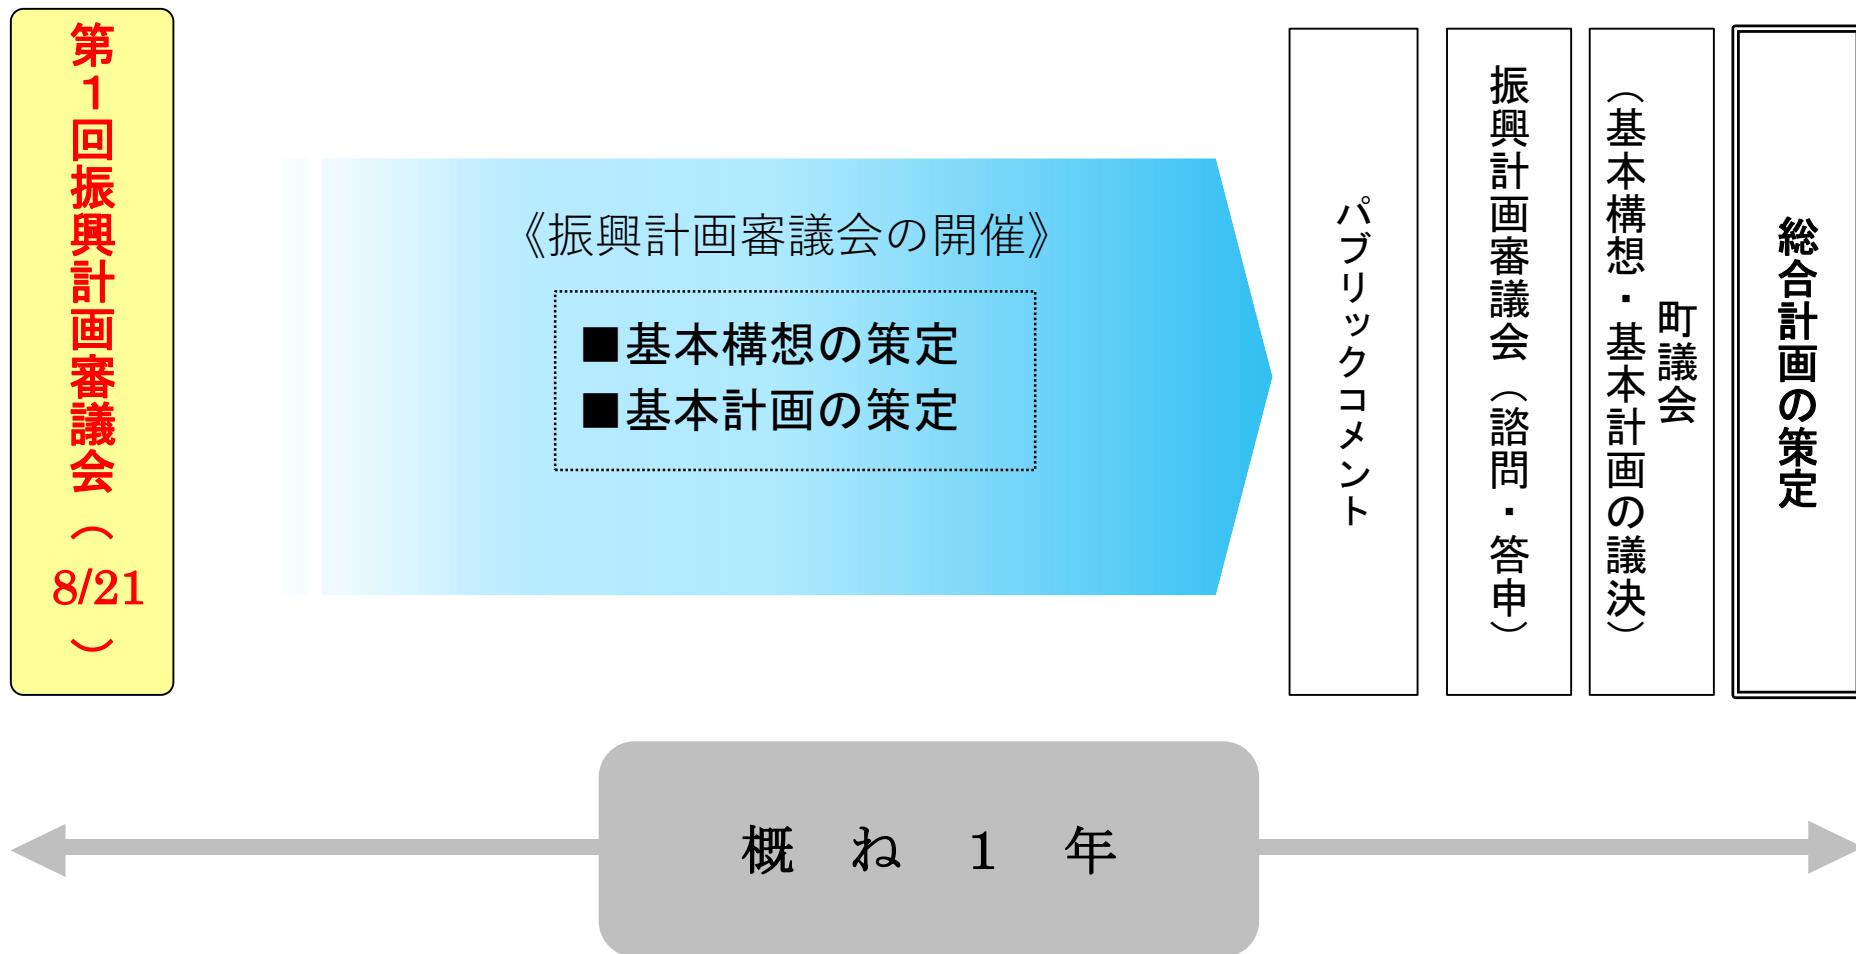 第１回振興計画審議会（8/21）
《振興計画審議会の開催》
■基本構想の策定
■基本計画の策定
パブリックコメント
振興計画審議会（諮問・答申）
町議会
（基本構想・基本計画の議決）
総合計画の策定
概ね１年